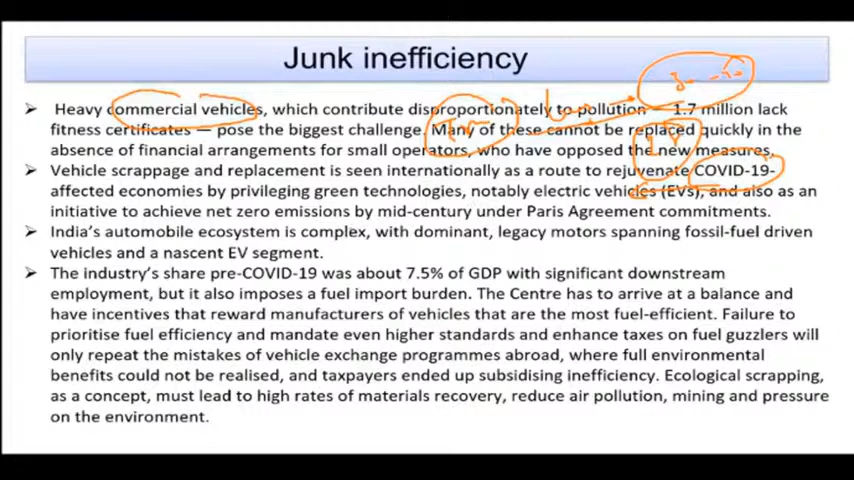 Junk inefficiency
➢ Heavy commercial vehicles, which contribute disproportionately to pollution — 1.7 million lack
fitness certificates — pose the biggest challenge. Many of these cannot be replaced quickly in the
absence of financial arrangements for small operators, who have opposed the new measures.
➢ Vehicle scrappage and replacement is seen internationally as a route to rejuvenate COVID-19-
affected economies by privileging green technologies, notably electric vehicles (EVs), and also as an
initiative to achieve net zero emissions by mid-century under Paris Agreement commitments.
➢ India's automobile ecosystem is complex, with dominant, legacy motors spanning fossil-fuel driven
vehicles and a nascent EV segment.
➢ The industry's share pre-COVID-19 was about 7.5% of GDP with significant downstream
employment, but it also imposes a fuel import burden. The Centre has to arrive at a balance and
have incentives that reward manufacturers of vehicles that are the most fuel-efficient. Failure to
prioritise fuel efficiency and mandate even higher standards and enhance taxes on fuel guzzlers will
only repeat the mistakes of vehicle exchange programmes abroad, where full environmental
benefits could not be realised, and taxpayers ended up subsidising inefficiency. Ecological scrapping,
as a concept, must lead to high rates of materials recovery, reduce air pollution, mining and pressure
on the environment.